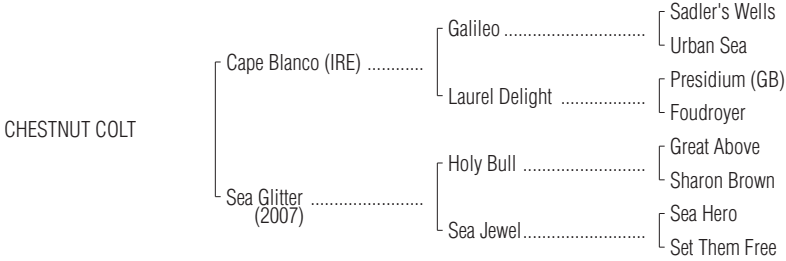 Sadler's Wells
Galileo ..............................
Urban Sea
Cape Blanco (IRE) ............
Presidium (GB)
Laurel Delight ..................
Foudroyer
CHESTNUT COLT
Great Above
Holy Bull ..........................
Sharon Brown
Sea Glitter ........................
(2007)
Sea Hero
Sea Jewel..........................
Set Them Free